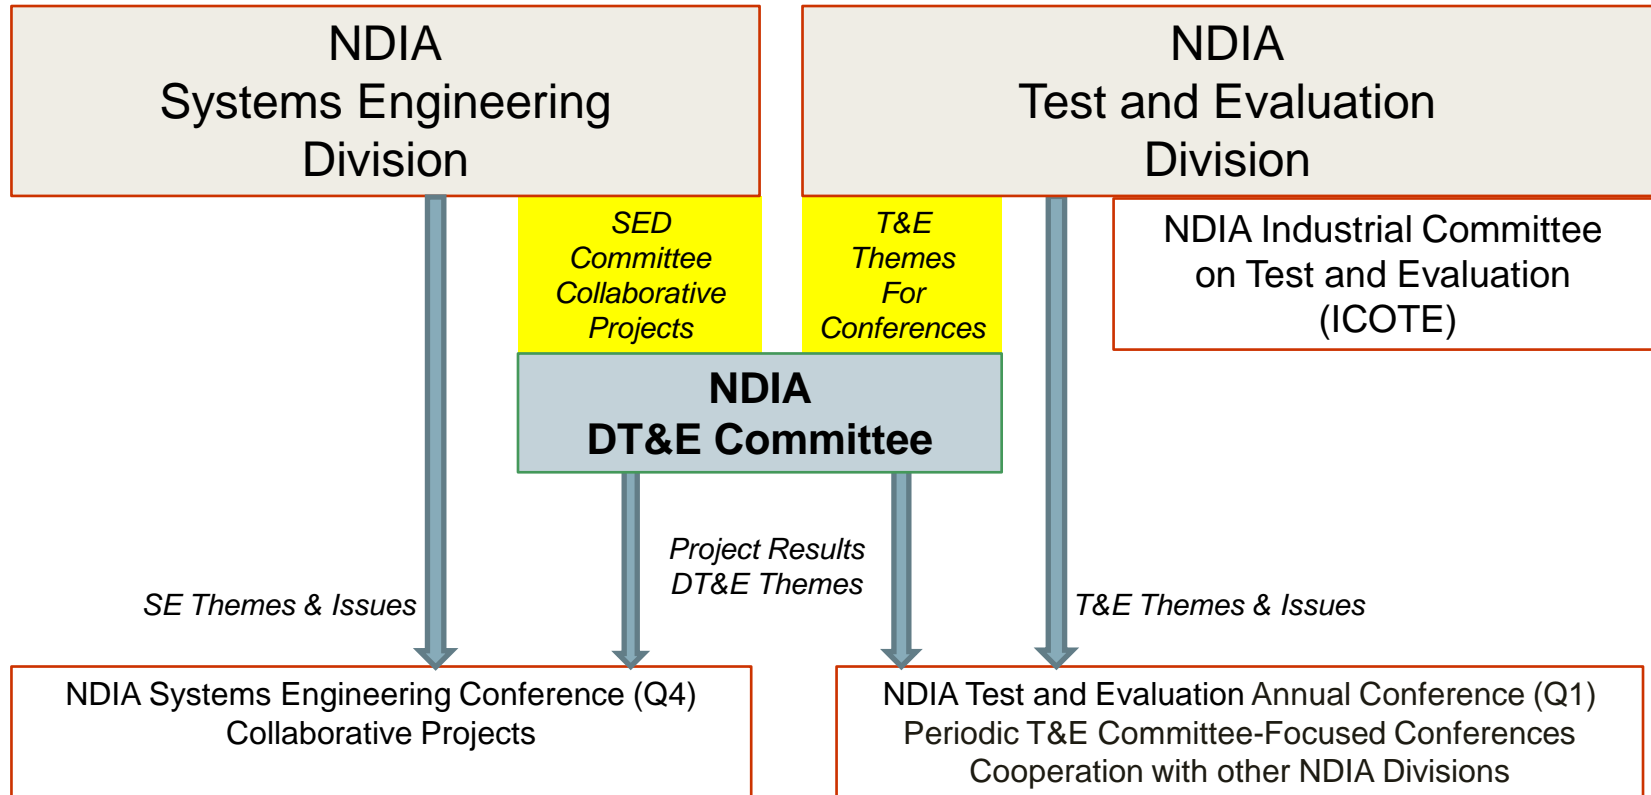 NDIA
Systems Engineering
Division
NDIA
Test and Evaluation
Division
SED
Committee
Collaborative
Projects
T&E
Themes
For
Conferences
NDIA Industrial Committee
on Test and Evaluation
(ICOTE)
NDIA
DT&E Committee
Project Results
DT&E Themes
SE Themes & Issues
T&E Themes & Issues
NDIA Systems Engineering Conference (Q4)
Collaborative Projects
NDIA Test and Evaluation Annual Conference (Q1)
Periodic T&E Committee-Focused Conferences
Cooperation with other NDIA Divisions